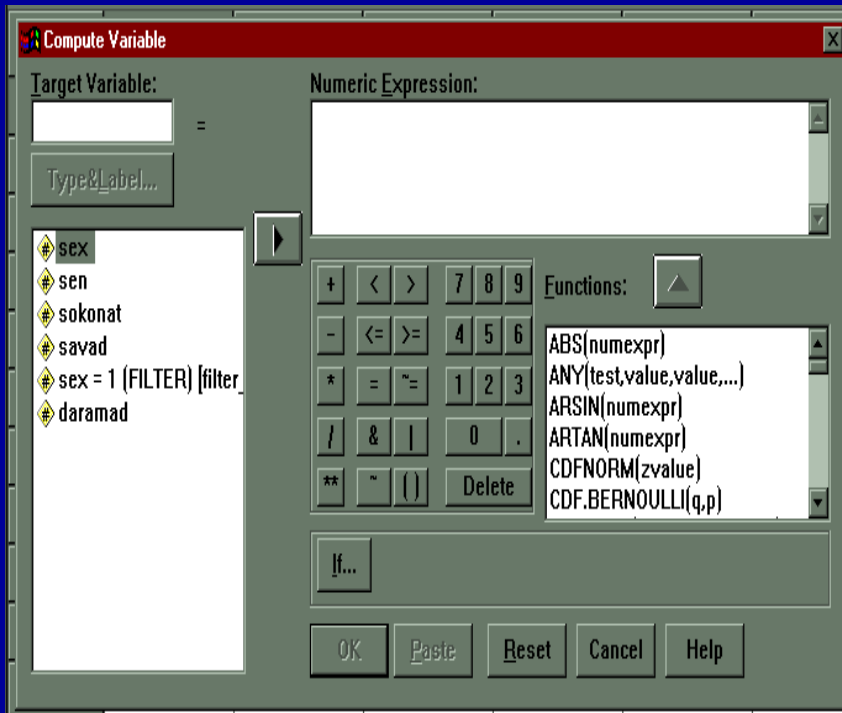 Compute Variable
Target Variable:
=
Type&Label...
sex
sen
sokonat
savad
sex = 1 (FILTER) [filter_
daramad
Numeric Expression:
+ < > 7 8 9
- <= >= 4 5 6
* = ~= 1 2 3
/ & | 0 .
** ~ ( ) Delete
Functions:
ABS(numexpr)
ANY(test,value,value,...)
ARSIN(numexpr)
ARTAN(numexpr)
CDFNORM(zvalue)
CDF.BERNOULLI(q,p)
If...
OK Paste Reset Cancel Help